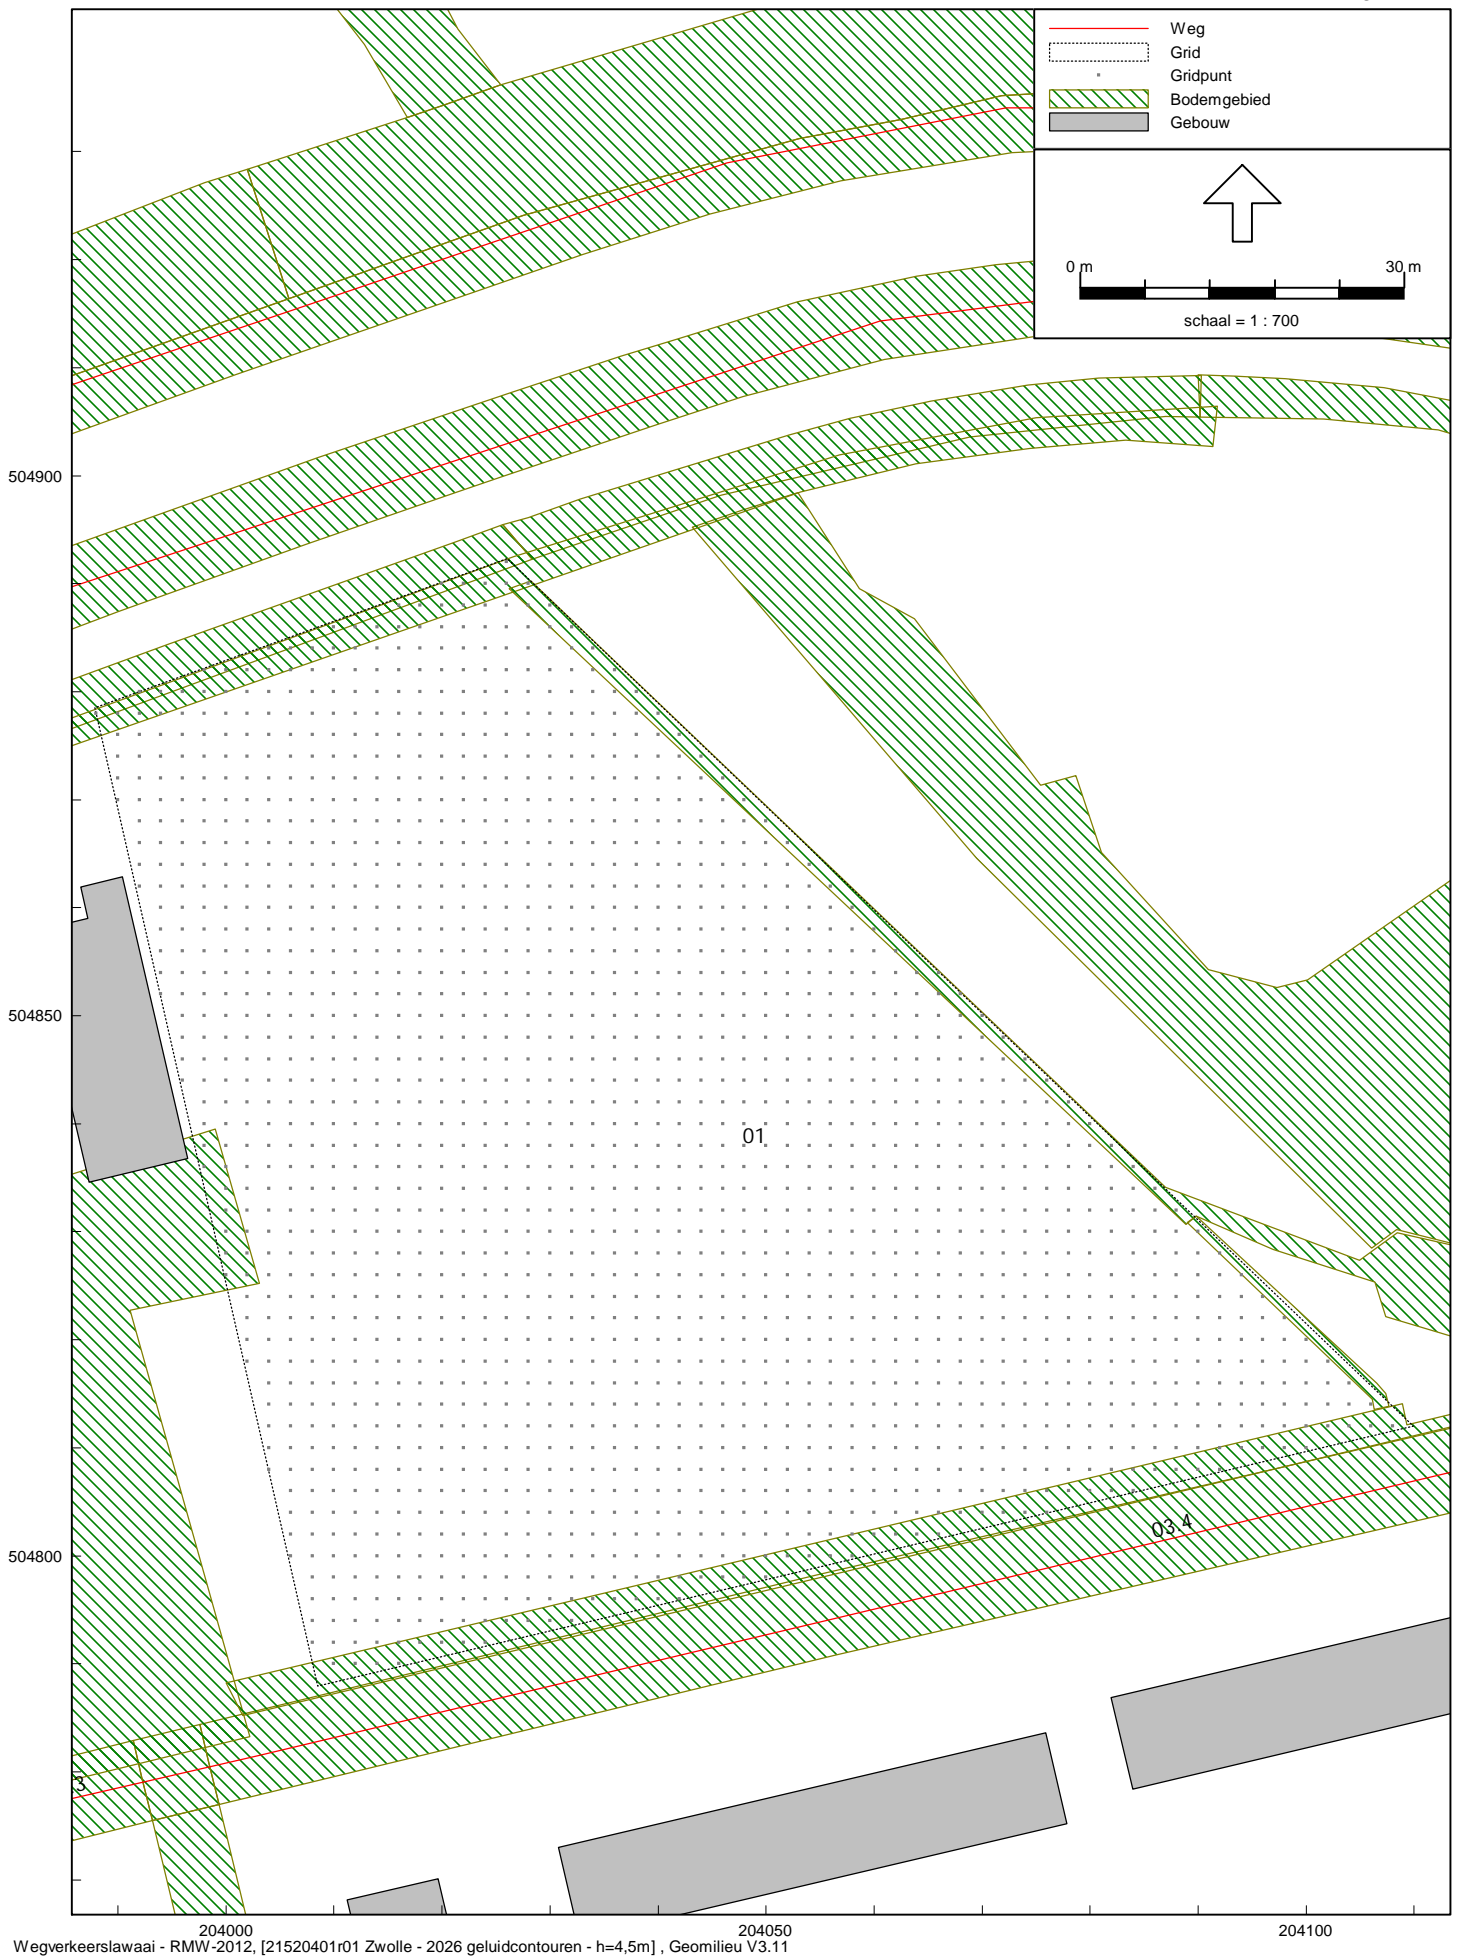 Weg
Grid
Gridpunt
Bodemgebied
Gebouw
0 m 30 m
schaal = 1 : 700
504900
504850
01
504800
03.4
3
204000 204050 204100
Wegverkeerslawaai - RMW-2012, [21520401r01 Zwolle - 2026 geluidcontouren - h=4,5m] , Geomilieu V3.11